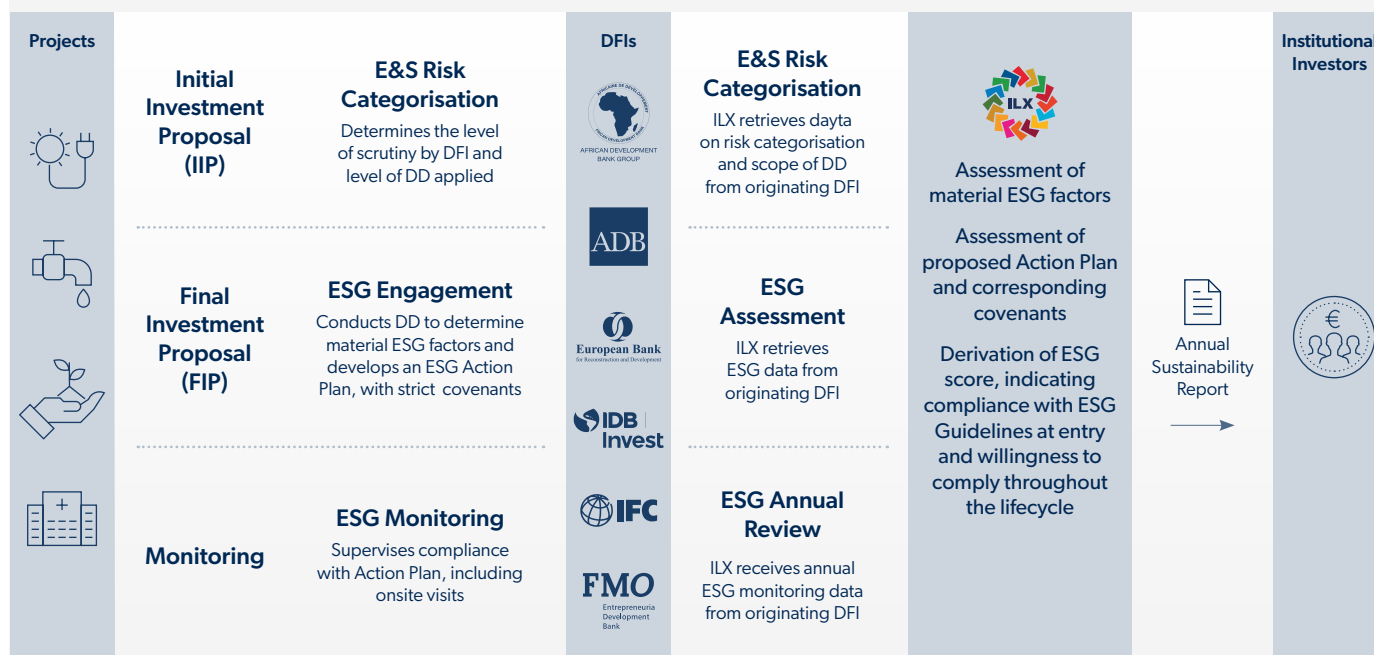 Projects
Initial
Investment
Proposal
(IIP)
E&S Risk
Categorisation
Determines the level
of scrutiny by DFI and
level of DD applied
Final
Investment
Proposal
(FIP)
ESG Engagement
Conducts DD to determine
material ESG factors and
develops an ESG Action
Plan, with strict covenants
Monitoring
ESG Monitoring
Supervises compliance
with Action Plan, including
onsite visits
DFIs
AFRICAINE DE DEVELOPPEMENT
AFRICAN DEVELOPMENT BANK
AFRICAN DEVELOPMENT
BANK GROUP
ADB
European Bank
for Reconstruction and Development
IDB
Invest
IFC
FMO
Entrepreneuria
Development
Bank
E&S Risk
Categorisation
ILX retrieves dayta
on risk categorisation
and scope of DD
from originating DFI
ESG
Assessment
ILX retrieves
ESG data from
originating DFI
ESG Annual
Review
ILX receives annual
ESG monitoring data
from originating DFI
ILX
Assessment of
material ESG factors
Assessment of
proposed Action Plan
and corresponding
covenants
Derivation of ESG
score, indicating
compliance with ESG
Guidelines at entry
and willingness to
comply throughout
the lifecycle
Annual
Sustainability
Report
Institutional
Investors
€